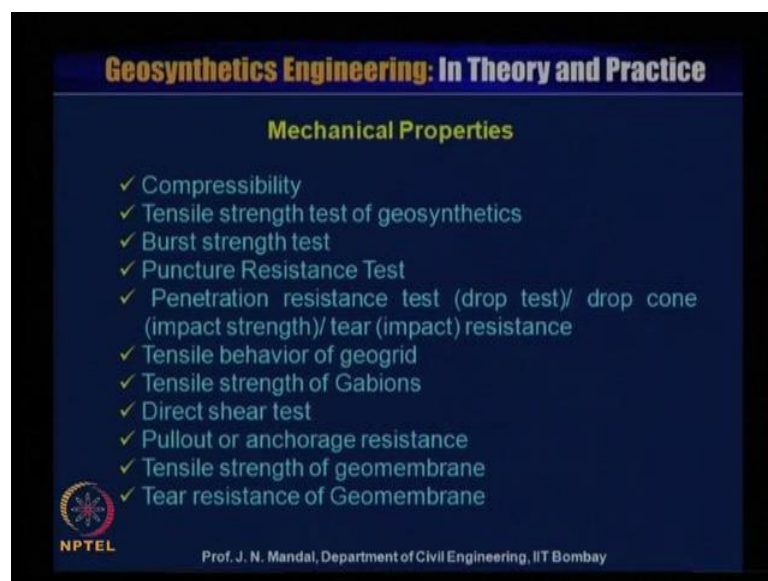 Geosynthetics Engineering: In Theory and Practice
Mechanical Properties
✓ Compressibility
✓ Tensile strength test of geosynthetics
✓ Burst strength test
✓ Puncture Resistance Test
✓ Penetration resistance test (drop test)/ drop cone
(impact strength)/ tear (impact) resistance
✓ Tensile behavior of geogrid
✓ Tensile strength of Gabions
✓ Direct shear test
✓ Pullout or anchorage resistance
✓ Tensile strength of geomembrane
✓ Tear resistance of Geomembrane
NPTEL
Prof. J. N. Mandal, Department of Civil Engineering, IIT Bombay